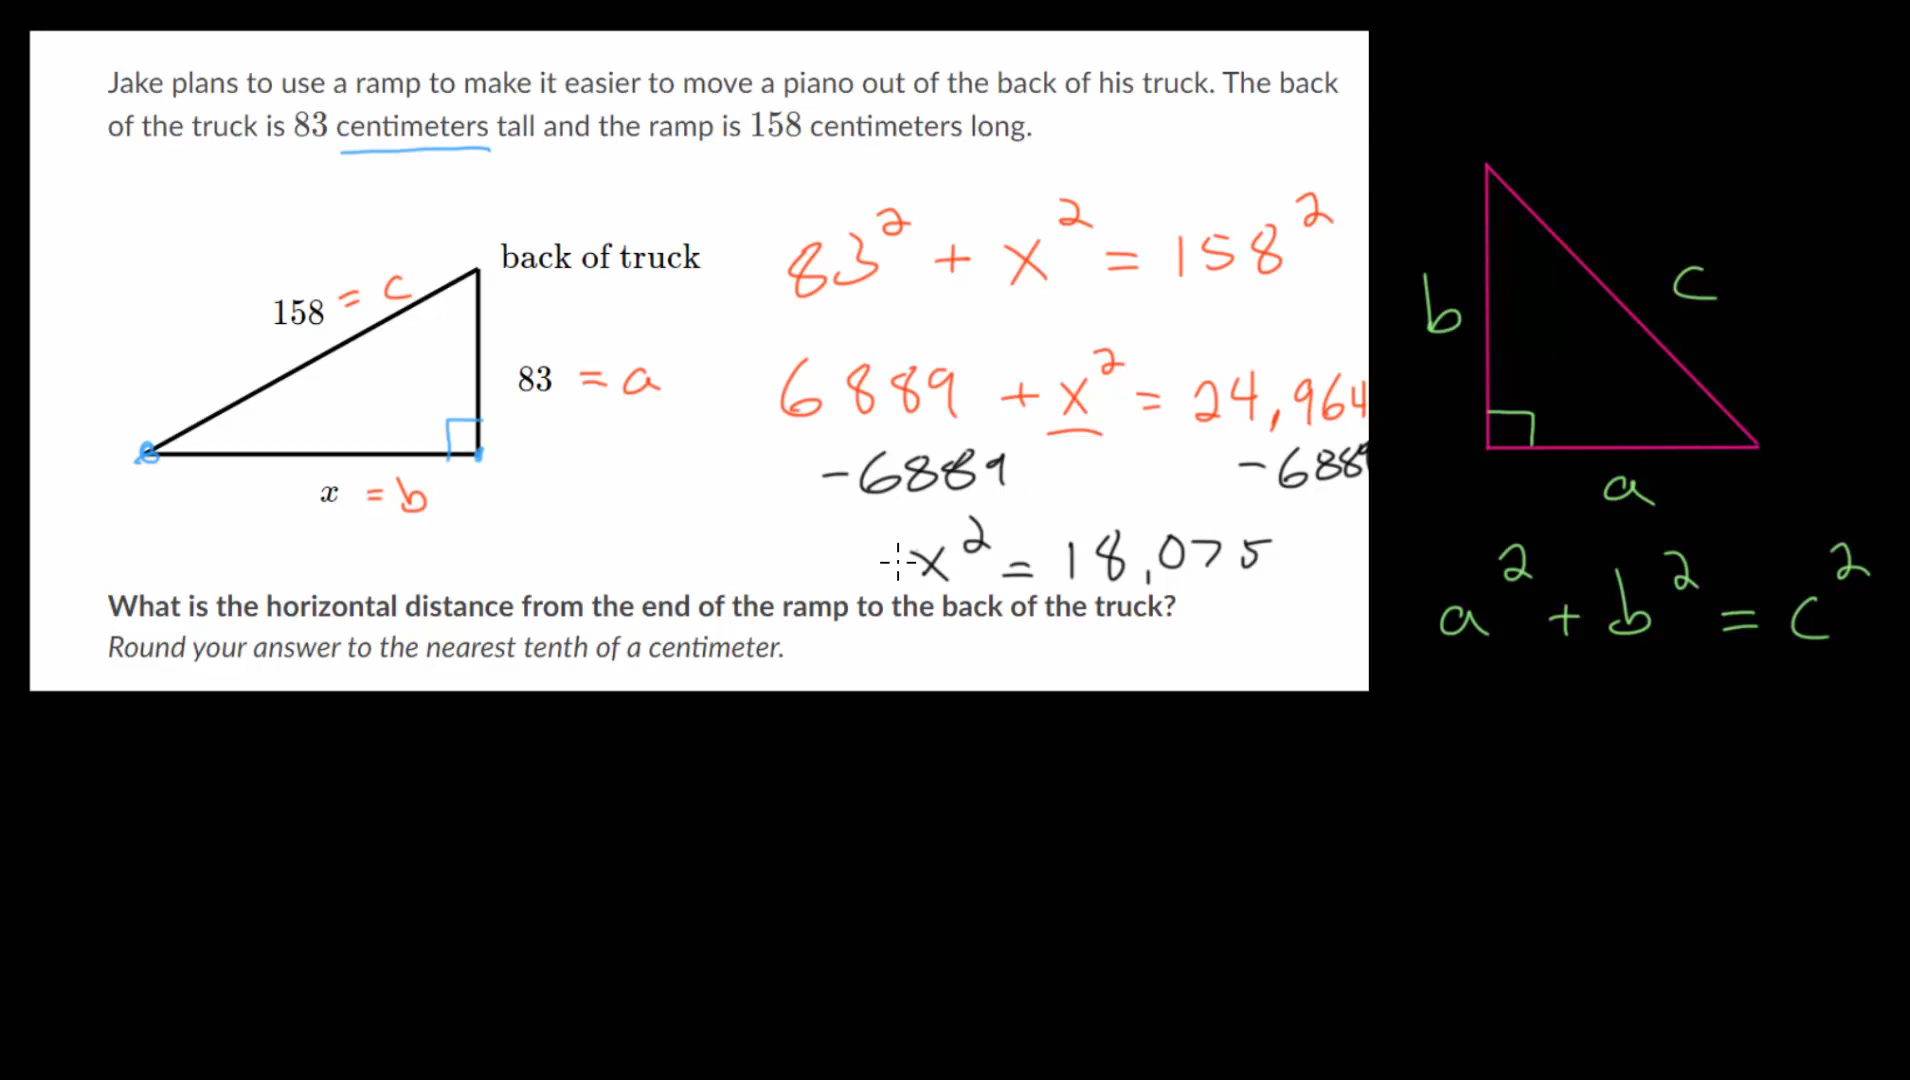 Jake plans to use a ramp to make it easier to move a piano out of the back of his truck. The back
of the truck is 83 centimeters tall and the ramp is 158 centimeters long.
back of truck
158 = c
83 = a
x = b
83² + x² = 158²
6889 + x² = 24,964
-6889 -6889
x² = 18,075
What is the horizontal distance from the end of the ramp to the back of the truck?
Round your answer to the nearest tenth of a centimeter.
b
c
a
a² + b² = c²